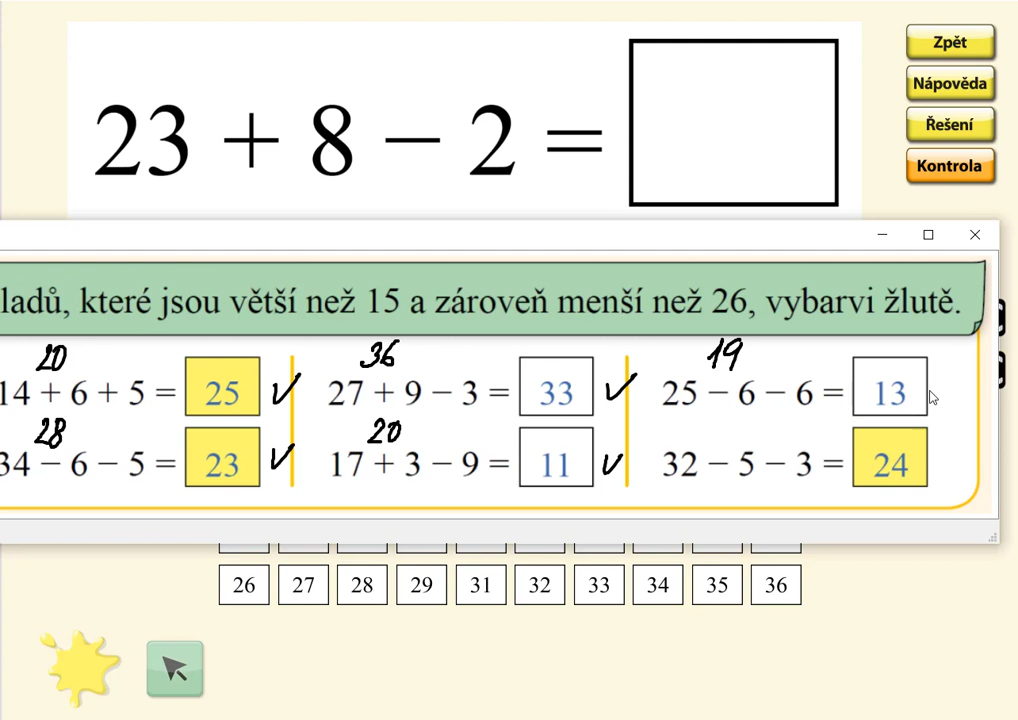 23 + 8 − 2 =
Zpět
Nápověda
Řešení
Kontrola
ladů, které jsou větší než 15 a zároveň menší než 26, vybarvi žlutě.
20 36 19
14 + 6 + 5 = 25 ✓ 27 + 9 − 3 = 33 ✓ 25 − 6 − 6 = 13
28 20
34 − 6 − 5 = 23 ✓ 17 + 3 − 9 = 11 ✓ 32 − 5 − 3 = 24
26 27 28 29 31 32 33 34 35 36